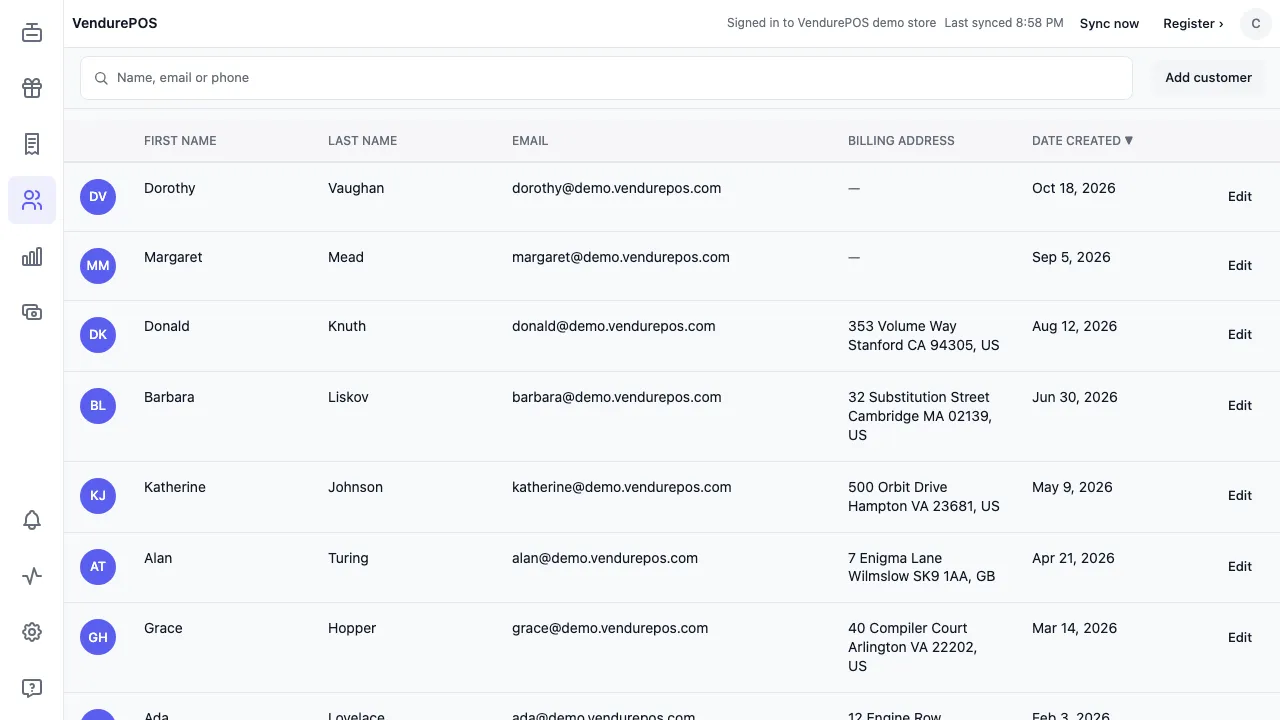 VendurePOS
Signed in to VendurePOS demo store Last synced 8:58 PM Sync now Register › C
Name, email or phone
Add customer
FIRST NAME LAST NAME EMAIL BILLING ADDRESS DATE CREATED ▼
DV Dorothy Vaughan dorothy@demo.vendurepos.com — Oct 18, 2026 Edit
MM Margaret Mead margaret@demo.vendurepos.com — Sep 5, 2026 Edit
DK Donald Knuth donald@demo.vendurepos.com 353 Volume Way Aug 12, 2026 Edit
Stanford CA 94305, US
BL Barbara Liskov barbara@demo.vendurepos.com 32 Substitution Street Jun 30, 2026 Edit
Cambridge MA 02139,
US
KJ Katherine Johnson katherine@demo.vendurepos.com 500 Orbit Drive May 9, 2026 Edit
Hampton VA 23681, US
AT Alan Turing alan@demo.vendurepos.com 7 Enigma Lane Apr 21, 2026 Edit
Wilmslow SK9 1AA, GB
GH Grace Hopper grace@demo.vendurepos.com 40 Compiler Court Mar 14, 2026 Edit
Arlington VA 22202,
US
Ada Lovelace ada@demo.vendurepos.com 12 Engine Row Feb 3, 2026